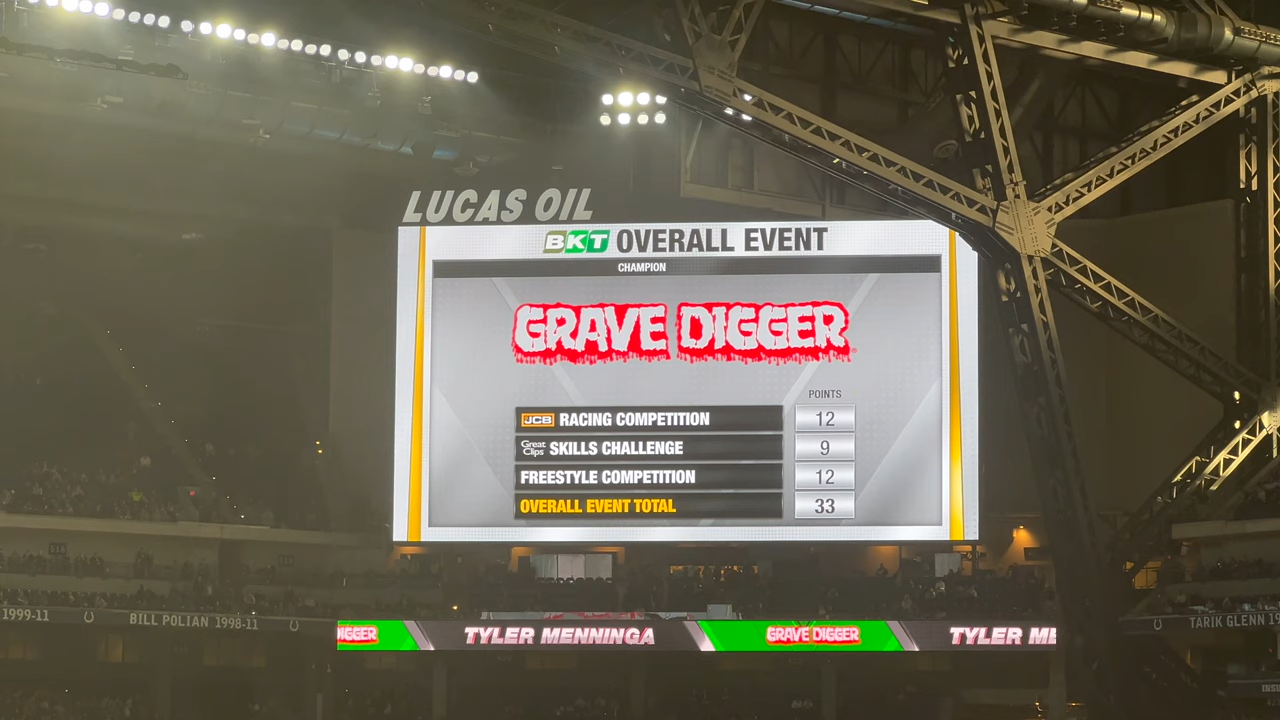 LUCAS OIL
BKT OVERALL EVENT
CHAMPION
GRAVE DIGGER
POINTS
JCB RACING COMPETITION 12
Great Clips SKILLS CHALLENGE 9
FREESTYLE COMPETITION 12
OVERALL EVENT TOTAL 33
1999-11 BILL POLIAN 1998-11
TARIK GLENN
DIGGER TYLER MENNINGA GRAVE DIGGER TYLER ME